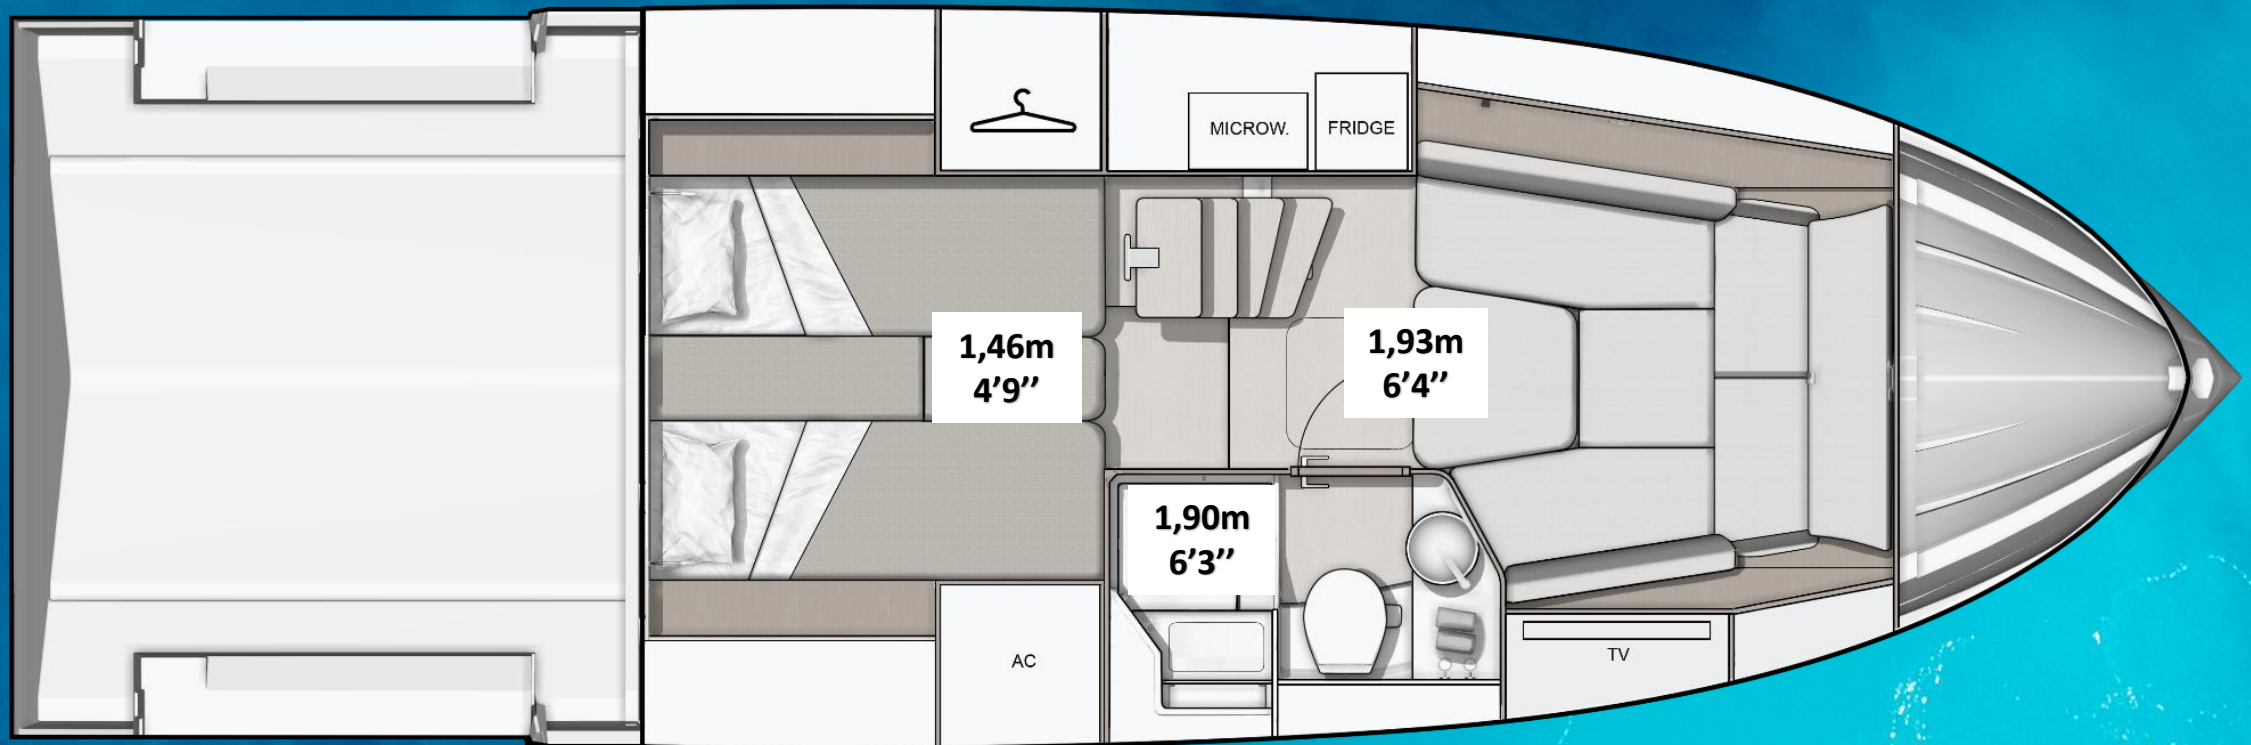 MICROW.
FRIDGE
1,46m
4’9’’
1,93m
6’4’’
1,90m
6’3’’
AC
TV